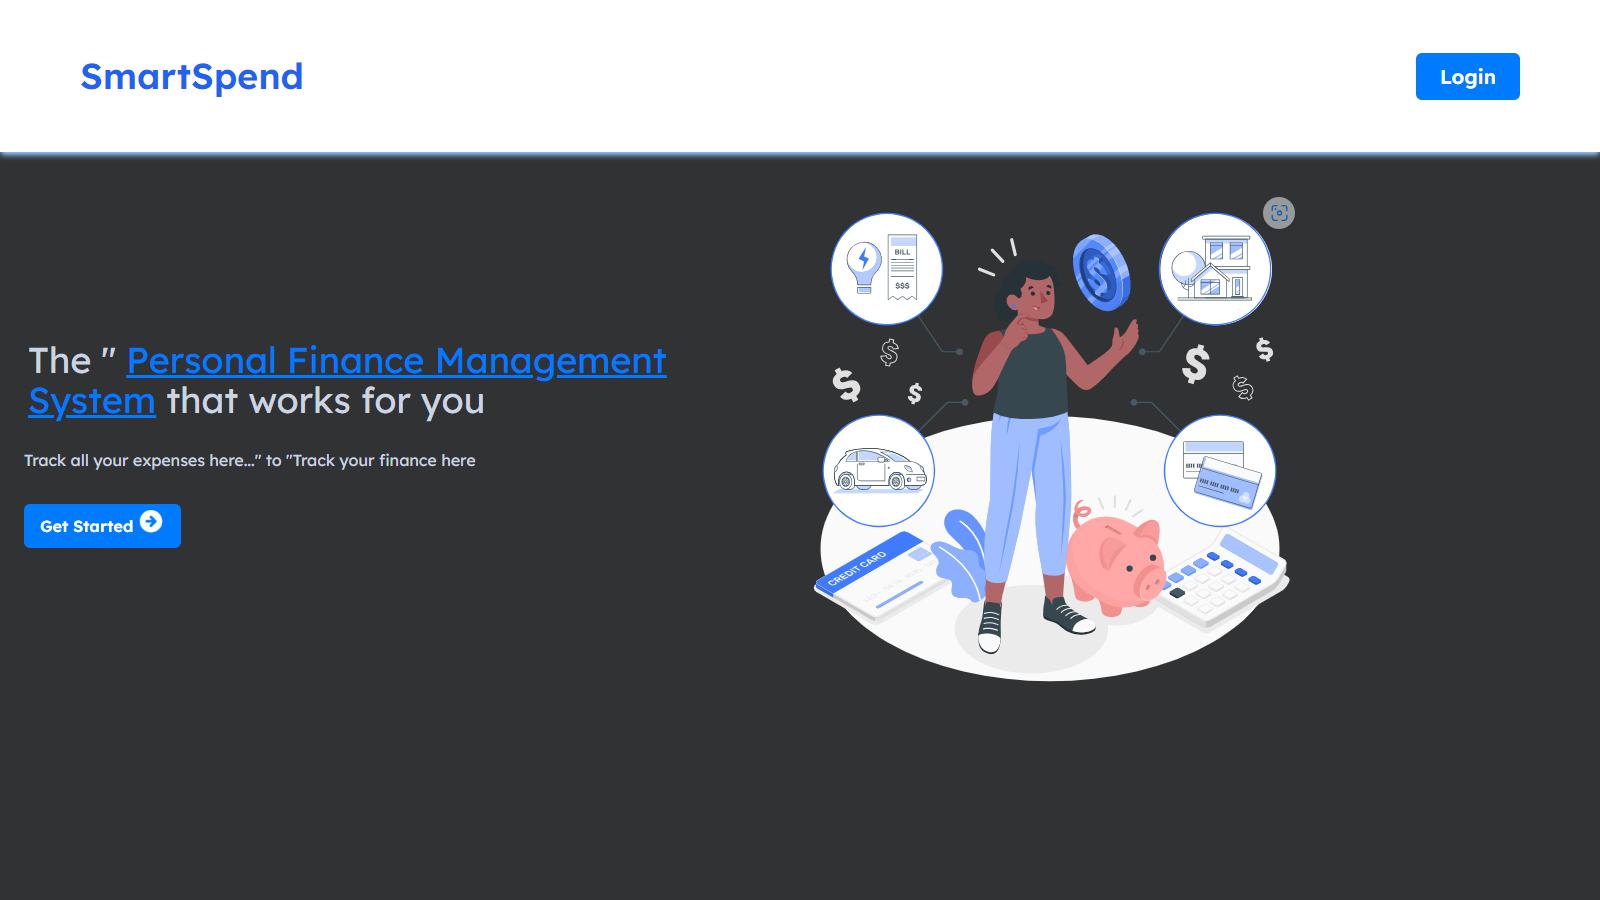 SmartSpend
Login
The " Personal Finance Management
System that works for you
Track all your expenses here..." to "Track your finance here
Get Started
BILL
$$$
CREDIT CARD